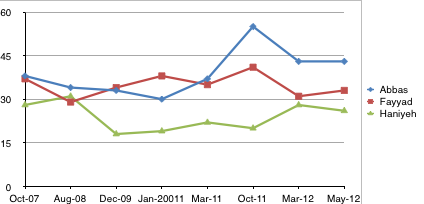 60
45
30
15
0
Oct-07 Aug-08 Dec-09 Jan-20011 Mar-11 Oct-11 Mar-12 May-12
Abbas
Fayyad
Haniyeh